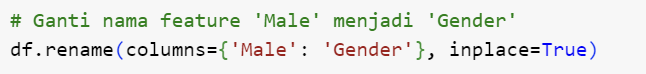 # Ganti nama feature 'Male' menjadi 'Gender'
df.rename(columns={'Male': 'Gender'}, inplace=True)